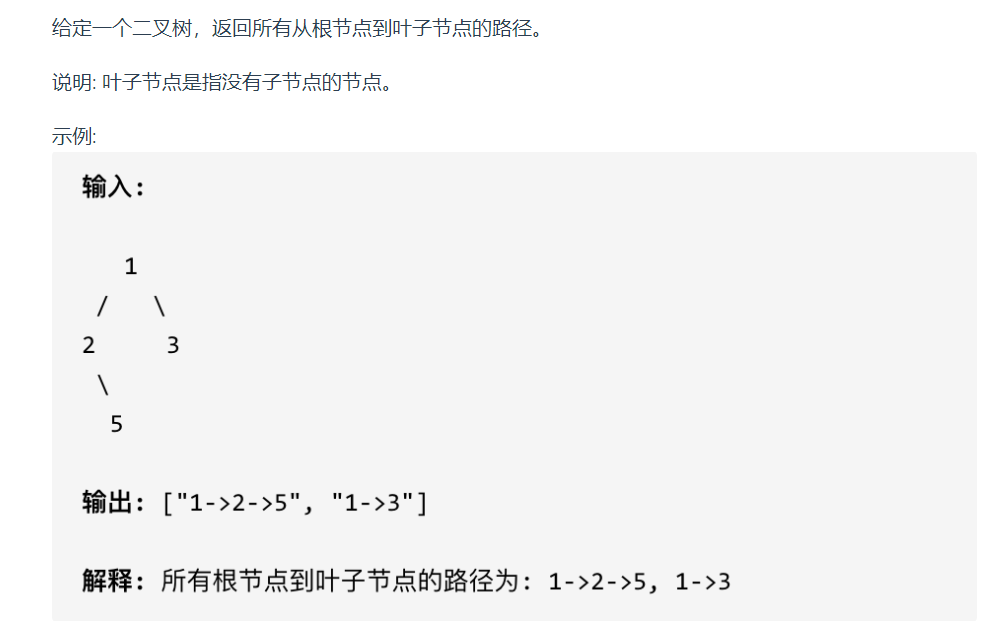 给定一个二叉树，返回所有从根节点到叶子节点的路径。
说明: 叶子节点是指没有子节点的节点。
示例:
输入:
1
/ \
2 3
\
5
输出: ["1->2->5", "1->3"]
解释: 所有根节点到叶子节点的路径为: 1->2->5, 1->3